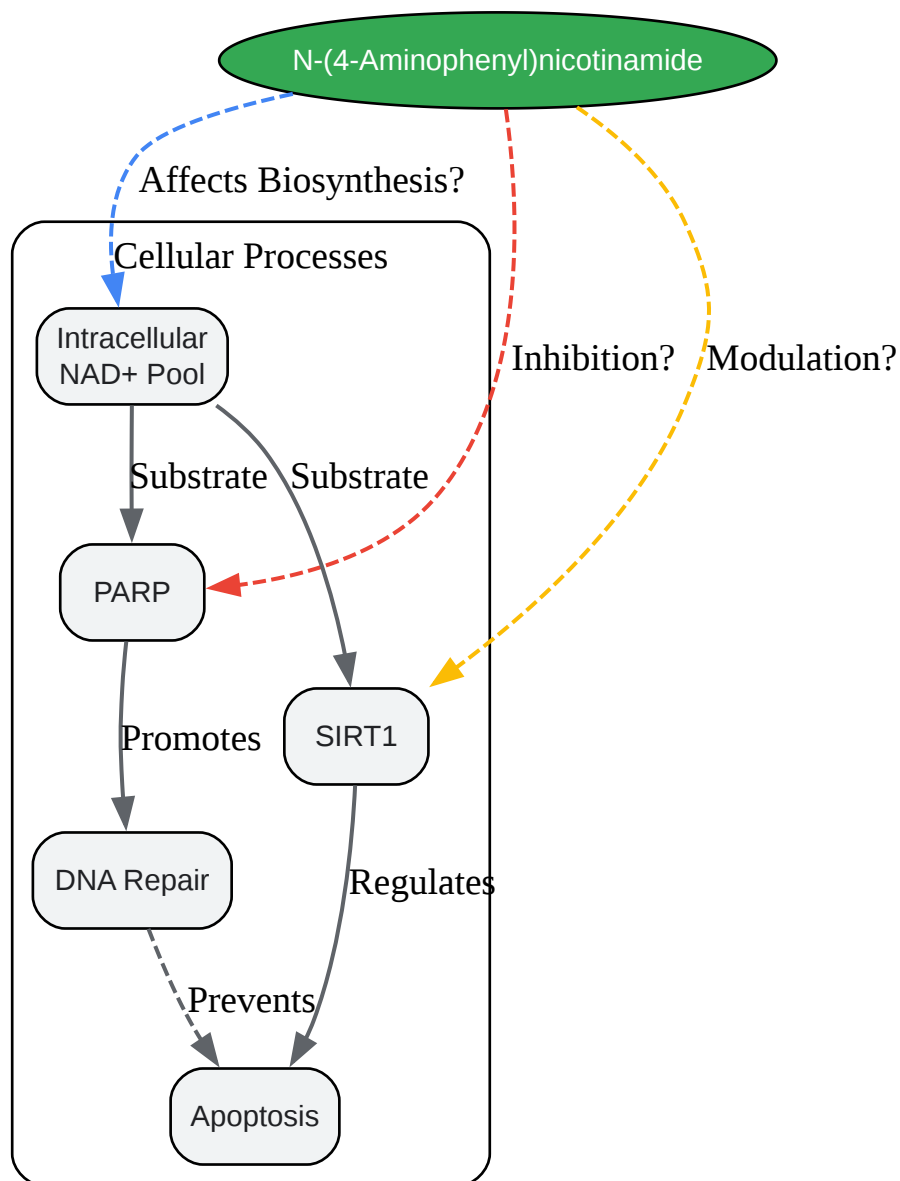 N-(4-Aminophenyl)nicotinamide
Affects Biosynthesis?
Cellular Processes
Intracellular
NAD+ Pool
Inhibition?
Modulation?
Substrate
Substrate
PARP
SIRT1
Promotes
DNA Repair
Regulates
Prevents
Apoptosis